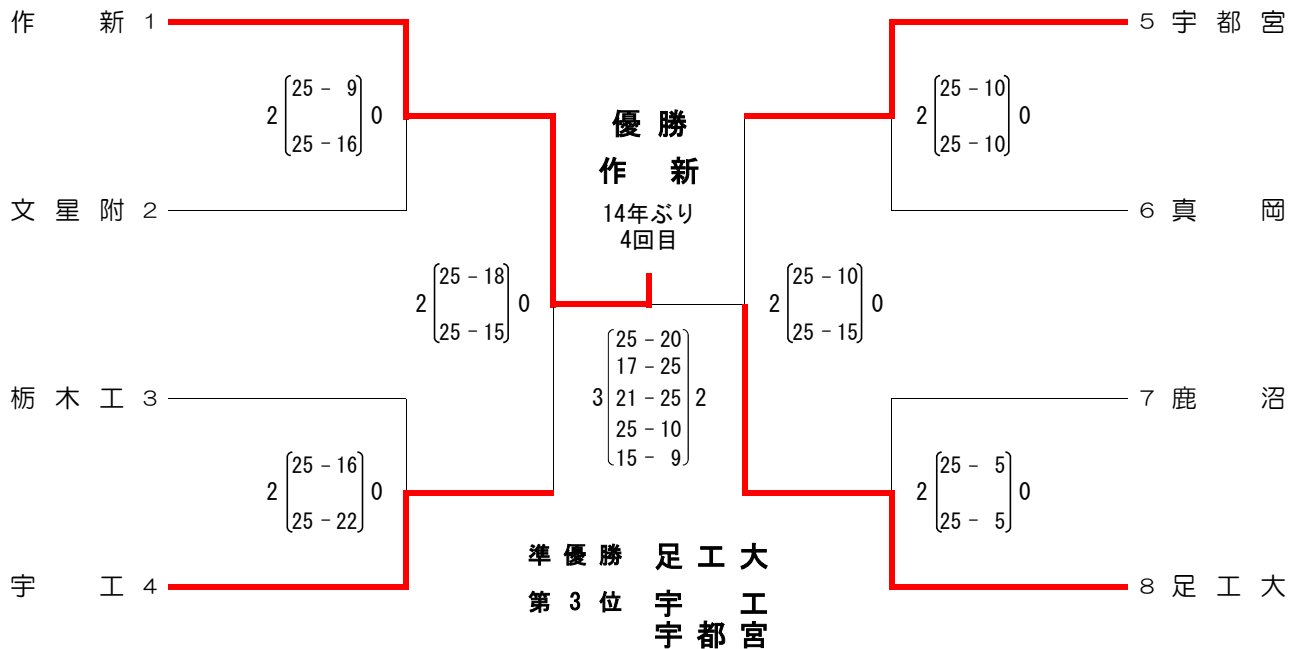 作 新 1
2 25 - 9 0
25 - 16
文 星 附 2
2 25 - 18 0
25 - 15
栃 木 工 3
2 25 - 16 0
25 - 22
宇 工 4
優 勝
作 新
14年ぶり
4回目
25 - 20
17 - 25
3 21 - 25 2
25 - 10
15 - 9
準 優 勝 足 工 大
第 3 位 宇 工
宇 都 宮
5 宇 都 宮
2 25 - 10 0
25 - 10
6 真 岡
2 25 - 10 0
25 - 15
7 鹿 沼
2 25 - 5 0
25 - 5
8 足 工 大